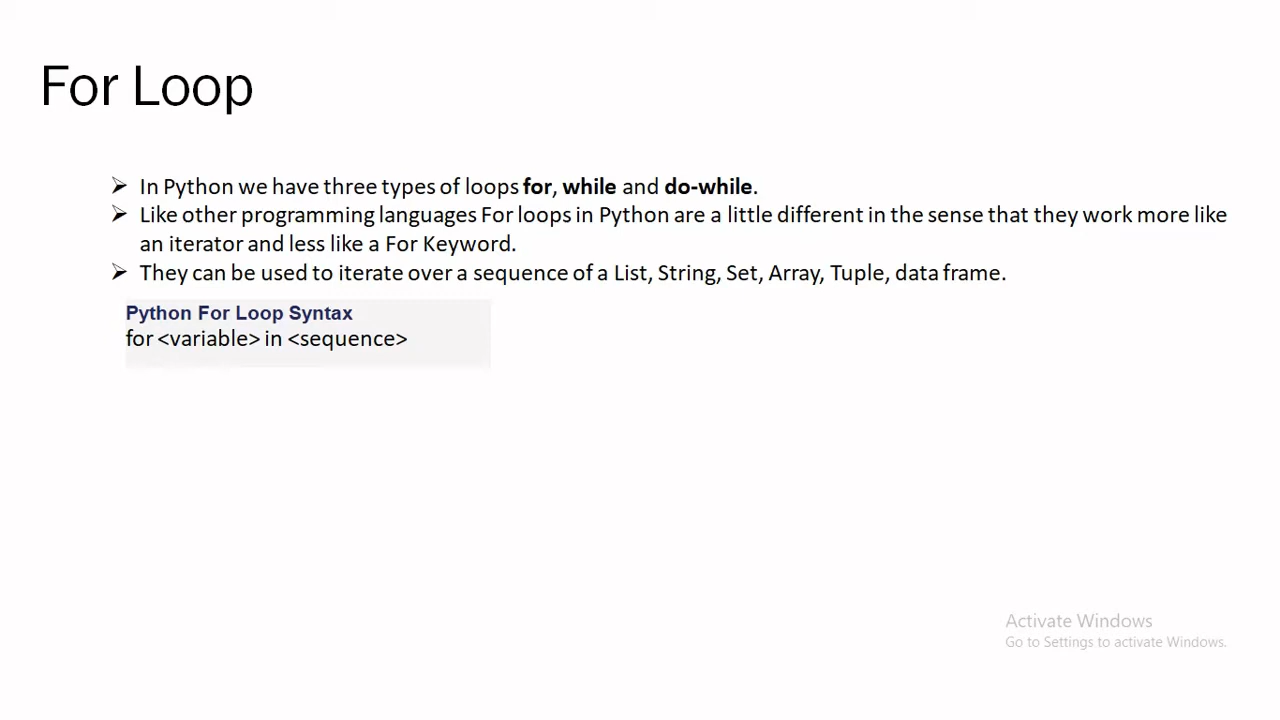 For Loop
In Python we have three types of loops for, while and do-while.
Like other programming languages For loops in Python are a little different in the sense that they work more like
an iterator and less like a For Keyword.
They can be used to iterate over a sequence of a List, String, Set, Array, Tuple, data frame.
Python For Loop Syntax
for <variable> in <sequence>
Activate Windows
Go to Settings to activate Windows.